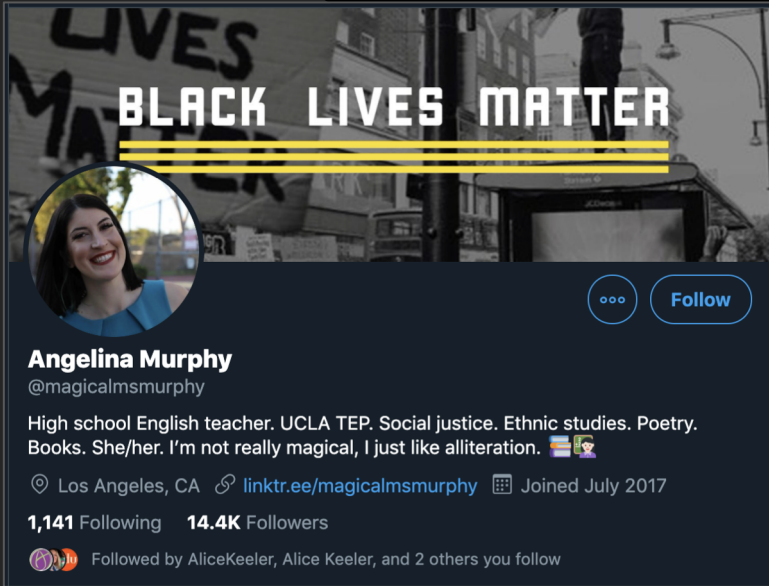 LIVES
MATTER
BLACK LIVES MATTER
JCDecaux
Follow
Angelina Murphy
@magicalmsmurphy
High school English teacher. UCLA TEP. Social justice. Ethnic studies. Poetry.
Books. She/her. I'm not really magical, I just like alliteration.
Los Angeles, CA linktr.ee/magicalmsmurphy Joined July 2017
1,141 Following 14.4K Followers
Followed by AliceKeeler, Alice Keeler, and 2 others you follow